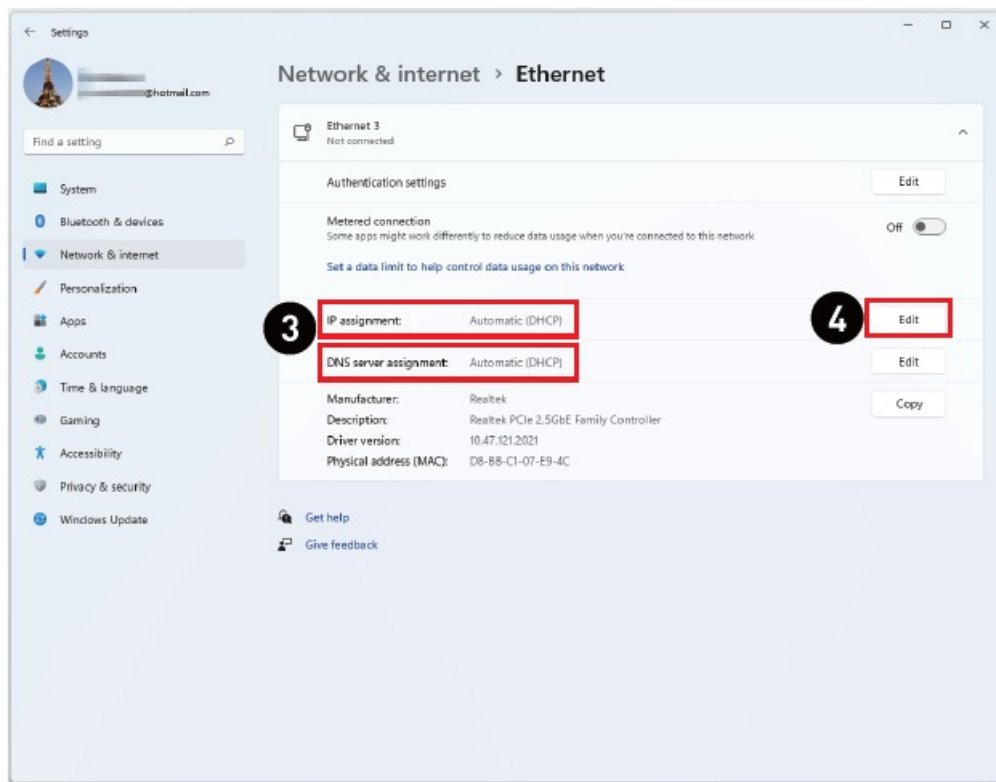 Settings
@hotmail.com
Find a setting
System
Bluetooth & devices
Network & internet
Personalization
Apps
Accounts
Time & language
Gaming
Accessibility
Privacy & security
Windows Update
Network & internet > Ethernet
Ethernet 3
Not connected
Authentication settings Edit
Metered connection
Some apps might work differently to reduce data usage when you're connected to this network
Off
Set a data limit to help control data usage on this network
3 IP assignment: Automatic (DHCP) 4 Edit
DNS server assignment: Automatic (DHCP) Edit
Manufacturer: Realtek Copy
Description: Realtek PCIe 2.5GbE Family Controller
Driver version: 10.47.121.2021
Physical address (MAC): D8-BB-C1-07-E9-4C
Get help
Give feedback